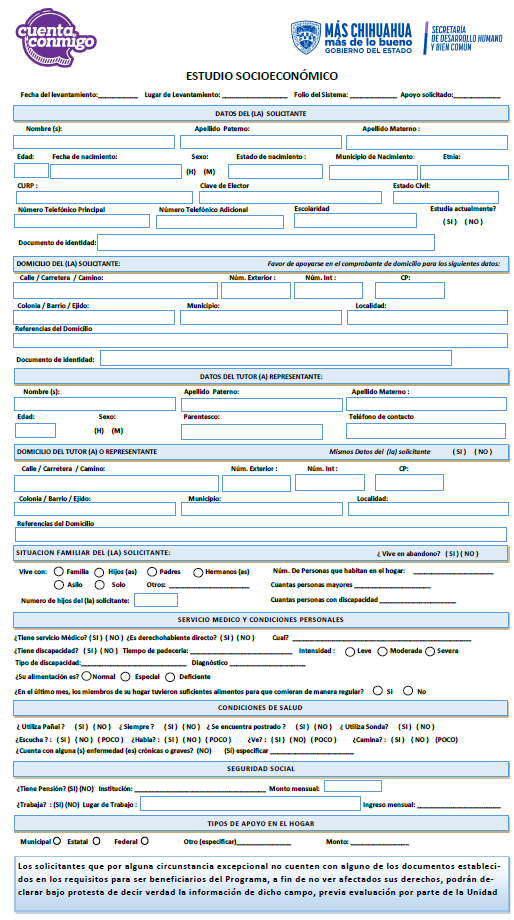 cuenta
conmigo
MÁS CHIHUAHUA
más de lo bueno
GOBIERNO DEL ESTADO
SECRETARÍA
DE DESARROLLO HUMANO
Y BIEN COMÚN
ESTUDIO SOCIOECONÓMICO
Fecha del levantamiento:__________ Lugar de Levantamiento: ________________ Folio del Sistema: ____________ Apoyo solicitado:____________
DATOS DEL (LA) SOLICITANTE
Nombre (s): Apellido Paterno: Apellido Materno :
Edad: Fecha de nacimiento: Sexo: Estado de nacimiento : Municipio de Nacimiento: Etnia:
(H) (M)
CURP : Clave de Elector Estado Civil:
Número Telefónico Principal Número Telefónico Adicional Escolaridad Estudia actualmente?
( SI ) ( NO )
Documento de identidad:
DOMICILIO DEL (LA) SOLICITANTE: Favor de apoyarse en el comprobante de domicilio para los siguientes datos:
Calle / Carretera / Camino: Núm. Exterior : Núm. Int : CP:
Colonia / Barrio / Ejido: Municipio: Localidad:
Referencias del Domicilio
Documento de identidad:
DATOS DEL TUTOR (A) REPRESENTANTE:
Nombre (s): Apellido Paterno: Apellido Materno :
Edad: Sexo: Parentesco: Teléfono de contacto
(H) (M)
DOMICILIO DEL TUTOR (A) O REPRESENTANTE Mismos Datos del (la) solicitante ( SI ) ( NO )
Calle / Carretera / Camino: Núm. Exterior : Núm. Int : CP:
Colonia / Barrio / Ejido: Municipio: Localidad:
Referencias del Domicilio
SITUACION FAMILIAR DEL (LA) SOLICITANTE: ¿ Vive en abandono? ( SI ) ( NO )
Vive con: Familia Hijos (as) Padres Hermanos (as) Núm. De Personas que habitan en el hogar: ____________________
Asilo Solo Otros: ____________________ Cuantas personas mayores ____________________
Numero de hijos del (la) solicitante: Cuantas personas con discapacidad ____________________
SERVICIO MEDICO Y CONDICIONES PERSONALES
¿Tiene servicio Médico? ( SI ) ( NO ) ¿Es derechohabiente directo? ( SI ) ( NO ) Cual? ____________________
¿Tiene discapacidad? ( SI ) ( NO ) Tiempo de padecerla: ____________________ Intensidad : Leve Moderada Severa
Tipo de discapacidad:____________________ Diagnóstico ____________________
¿Su alimentación es? Normal Especial Deficiente
¿En el último mes, los miembros de su hogar tuvieron suficientes alimentos para que comieran de manera regular? Si No
CONDICIONES DE SALUD
¿ Utiliza Pañal ? ( SI ) ( NO ) ¿ Siempre ? ( SI ) ( NO ) ¿ Se encuentra postrado ? ( SI ) ( NO ) ¿ Utiliza Sonda? ( SI ) ( NO )
¿Escucha ? : ( SI ) ( NO ) ( POCO ) ¿Habla? : ( SI ) ( NO ) ( POCO) ¿Ve? : ( SI ) (NO) ( POCO) ¿Camina? : ( SI ) ( NO ) (POCO)
¿Cuenta con alguna (s) enfermedad (es) crónicas o graves? (NO) (SI) especificar ____________________
SEGURIDAD SOCIAL
¿Tiene Pensión? (SI) (NO) Institución: ____________________ Monto mensual:
¿Trabaja? : (SI) (NO) Lugar de Trabajo : Ingreso mensual: ____________________
TIPOS DE APOYO EN EL HOGAR
Municipal Estatal Federal Otro (especificar)____________ Monto: ____________________
Los solicitantes que por alguna circunstancia excepcional no cuenten con alguno de los documentos estableci-
dos en los requisitos para ser beneficiarios del Programa, a fin de no ver afectados sus derechos, podrán de-
clarar bajo protesta de decir verdad la información de dicho campo, previa evaluación por parte de la Unidad